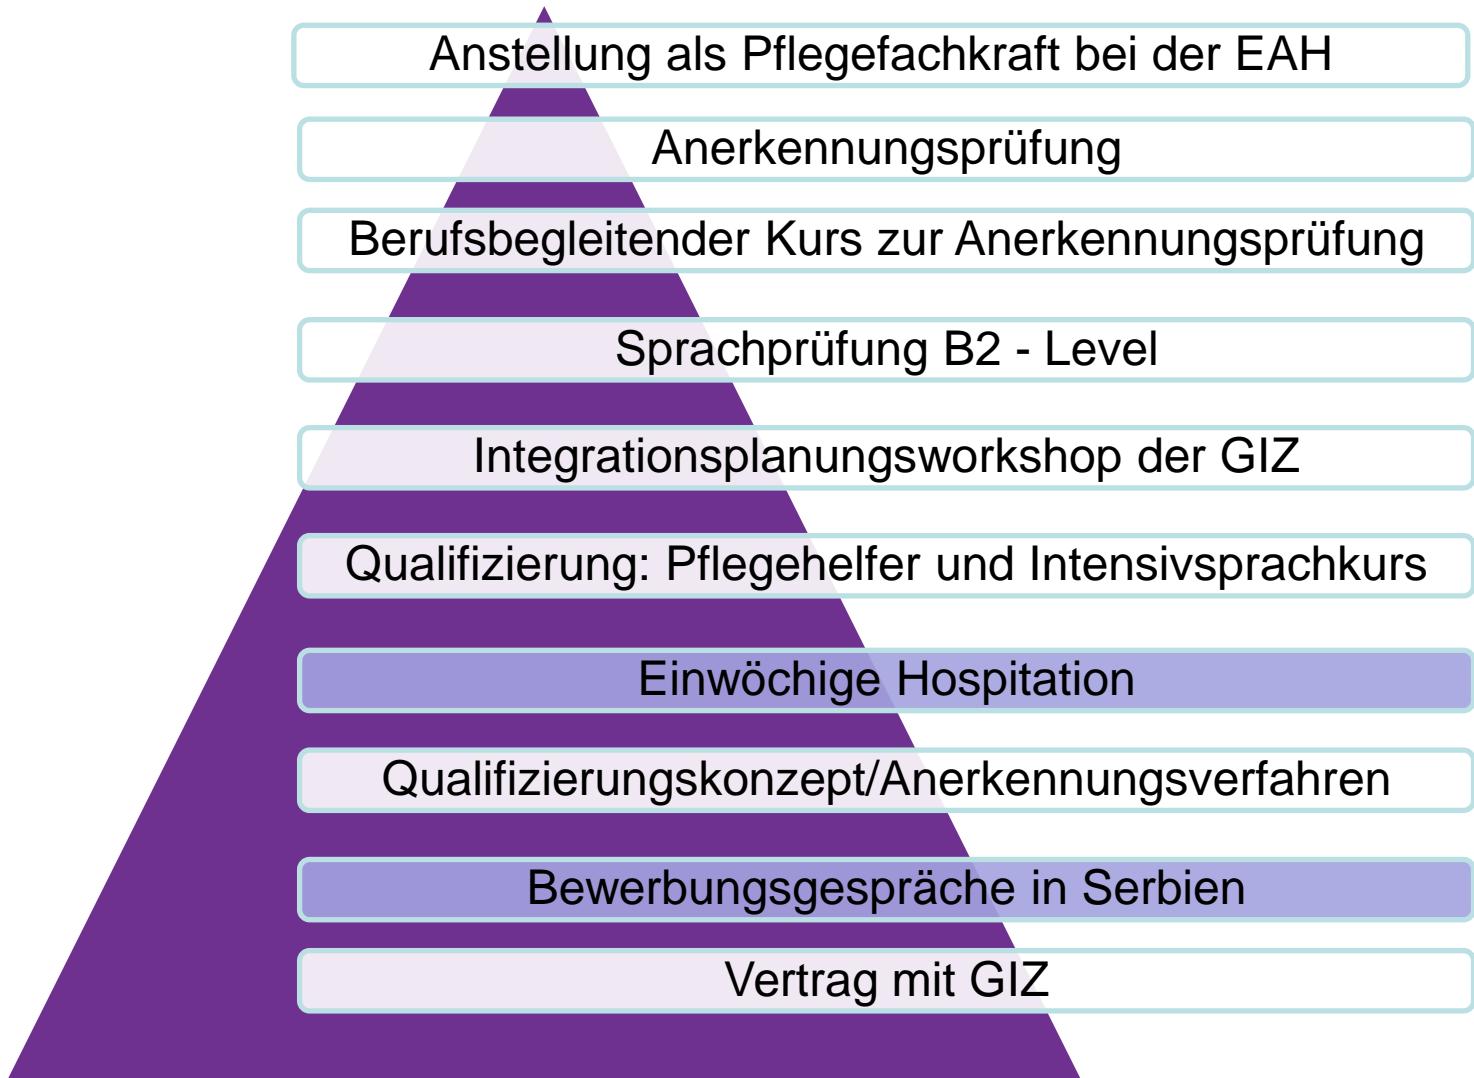 Anstellung als Pflegefachkraft bei der EAH
Anerkennungsprüfung
Berufsbegleitender Kurs zur Anerkennungsprüfung
Sprachprüfung B2 - Level
Integrationsplanungsworkshop der GIZ
Qualifizierung: Pflegehelfer und Intensivsprachkurs
Einwöchige Hospitation
Qualifizierungskonzept/Anerkennungsverfahren
Bewerbungsgespräche in Serbien
Vertrag mit GIZ